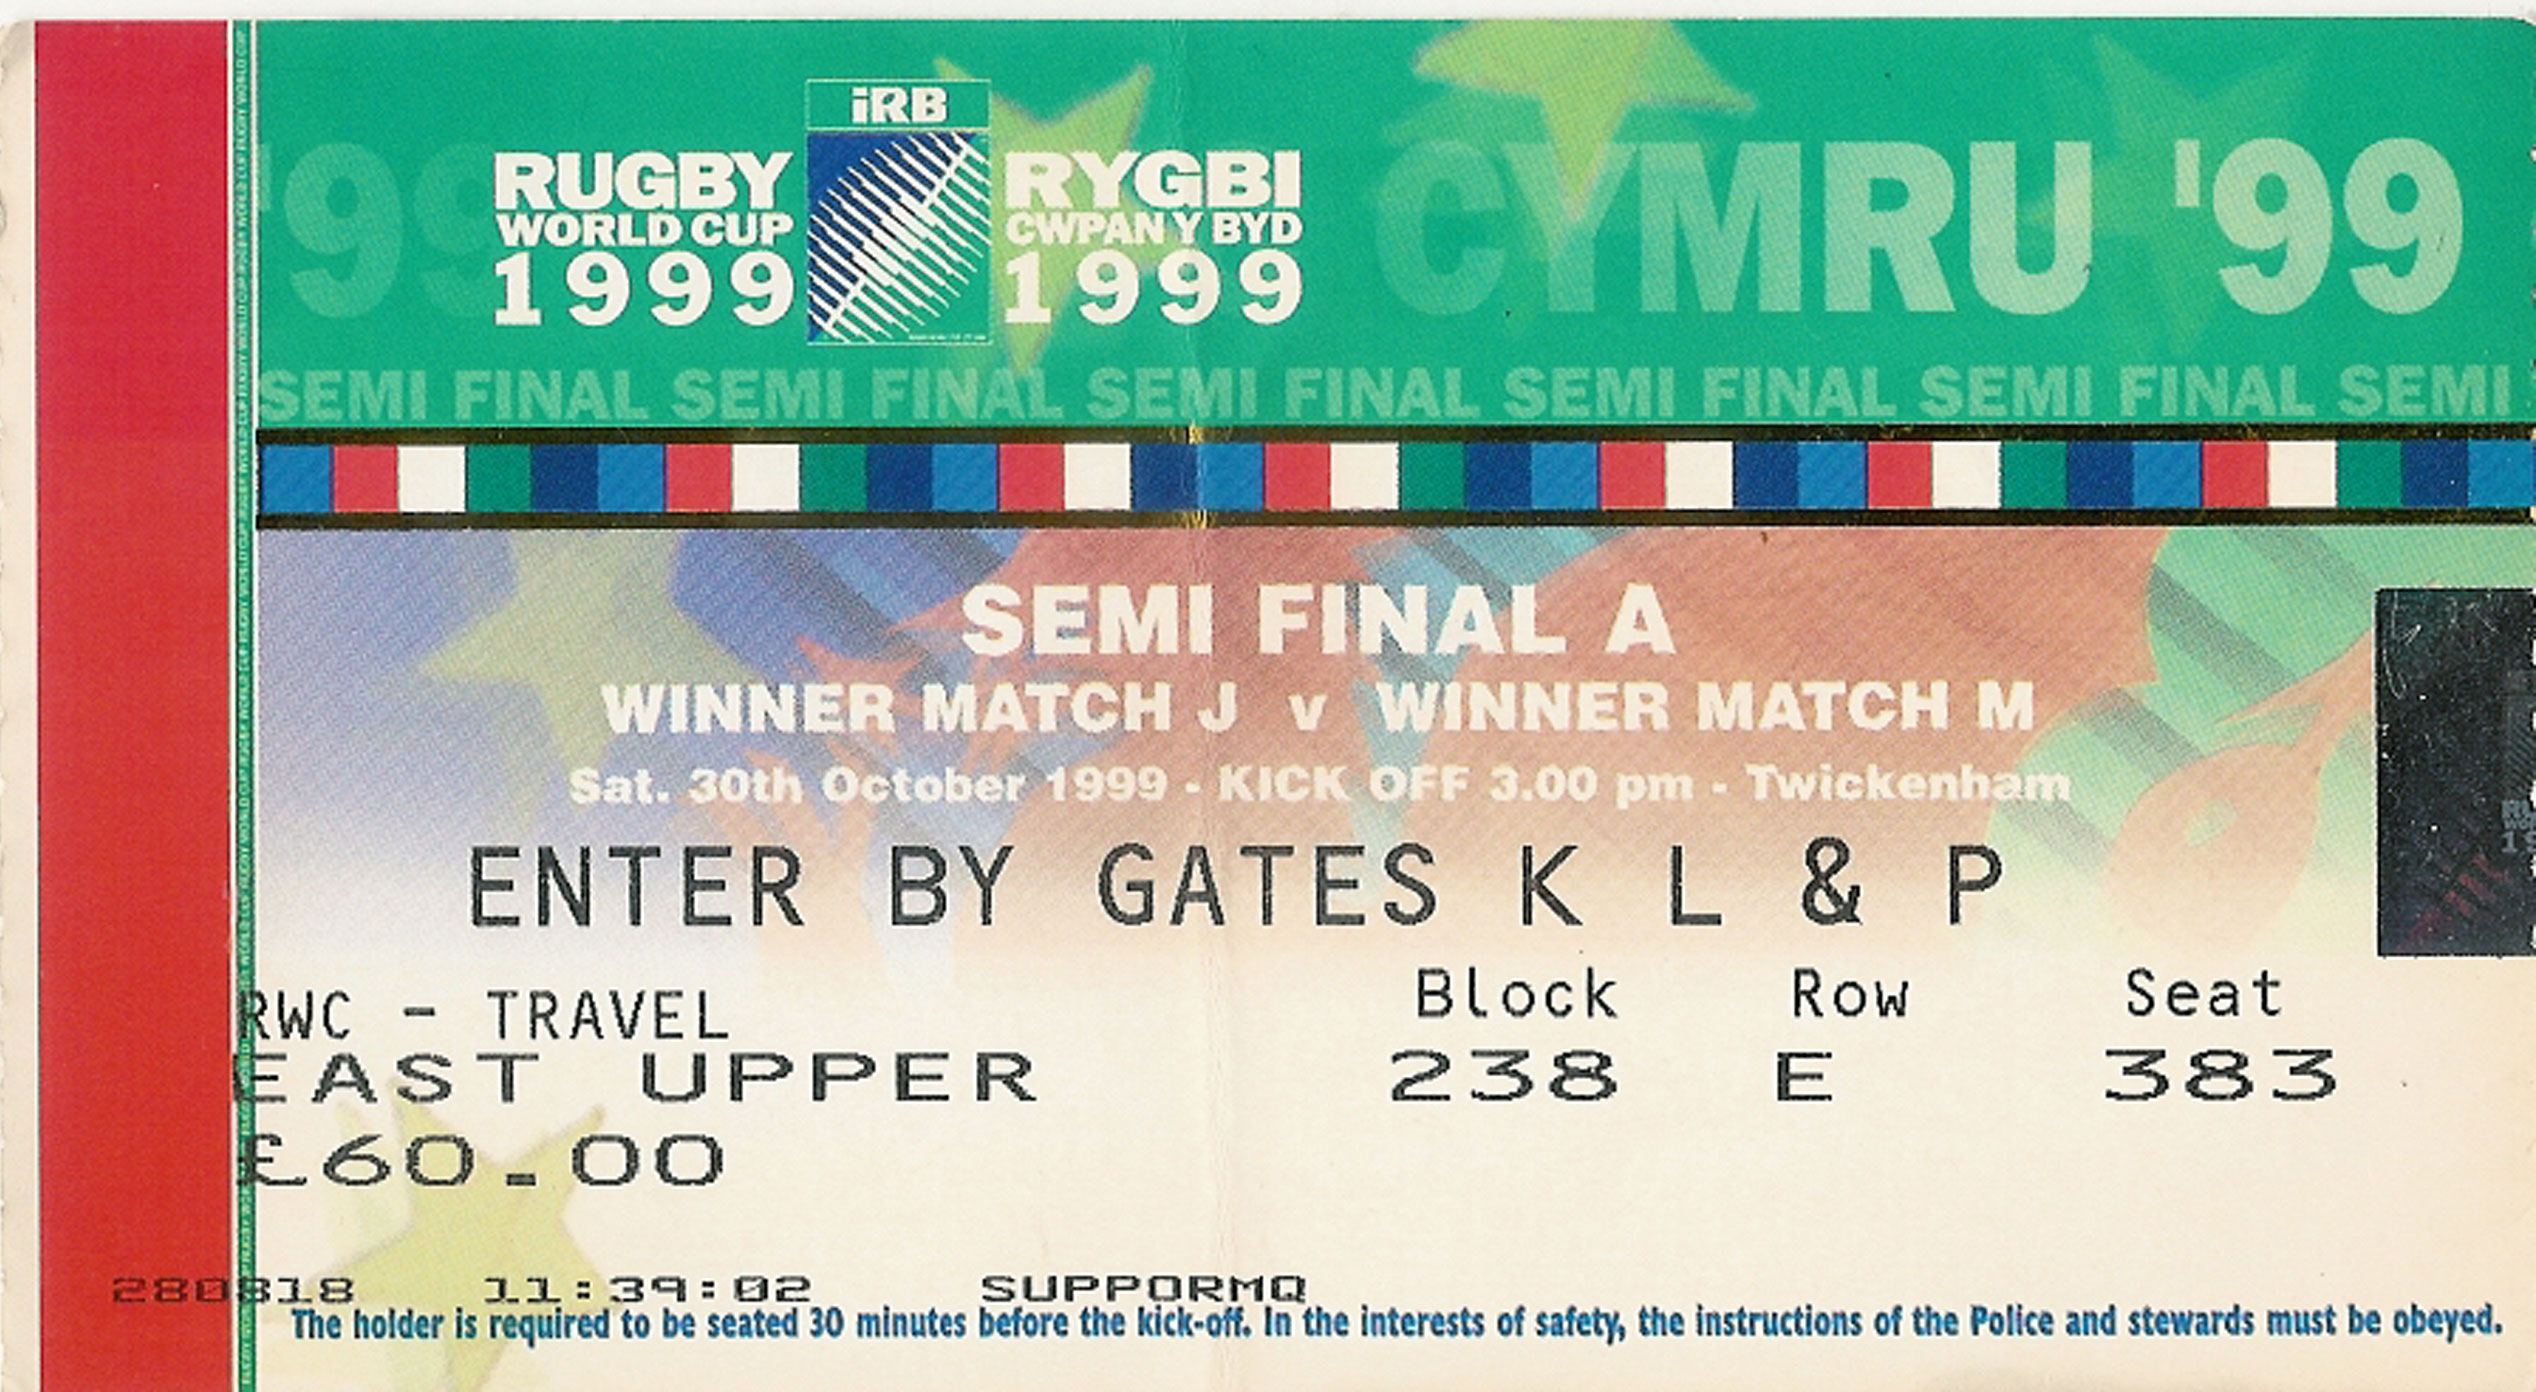 iRB
RUGBY
WORLD CUP
1999
RYGBI
CWPAN Y BYD
1999
'99
CYMRU '99
SEMI FINAL SEMI FINAL SEMI FINAL SEMI FINAL SEMI FINAL SEMI
SEMI FINAL A
WINNER MATCH J v WINNER MATCH M
Sat. 30th October 1999 - KICK OFF 3.00 pm - Twickenham
ENTER BY GATES K L & P
RWC - TRAVEL
Block Row Seat
EAST UPPER 238 E 383
£60.00
280818 11:39:02 SUPPORMQ
The holder is required to be seated 30 minutes before the kick-off. In the interests of safety, the instructions of the Police and stewards must be obeyed.